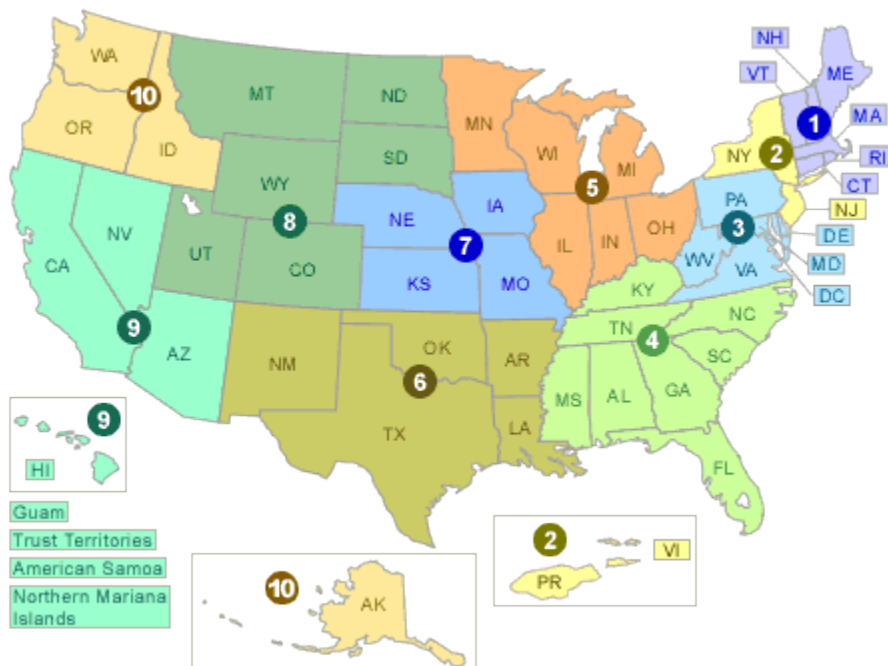 NH
WA
VT
ME
10
MT
ND
MN
1
MA
OR
ID
WI
MI
NY
2
RI
SD
CT
WY
5
PA
NJ
8
NE
IA
3
DE
NV
7
IL
IN
OH
WV
UT
CO
VA
MD
CA
KS
MO
KY
DC
NC
9
TN
4
AZ
NM
OK
AR
SC
6
MS
AL
GA
9
TX
LA
HI
FL
Guam
Trust Territories
2
VI
American Samoa
PR
10
Northern Mariana
Islands
AK